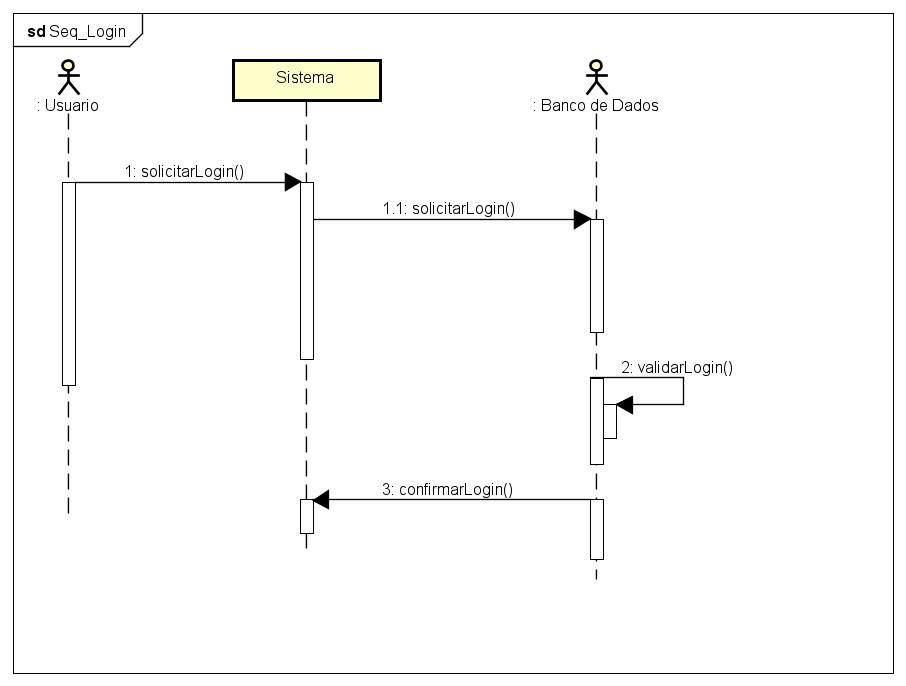 sd Seq_Login
: Usuario
Sistema
: Banco de Dados
1: solicitarLogin()
1.1: solicitarLogin()
2: validarLogin()
3: confirmarLogin()